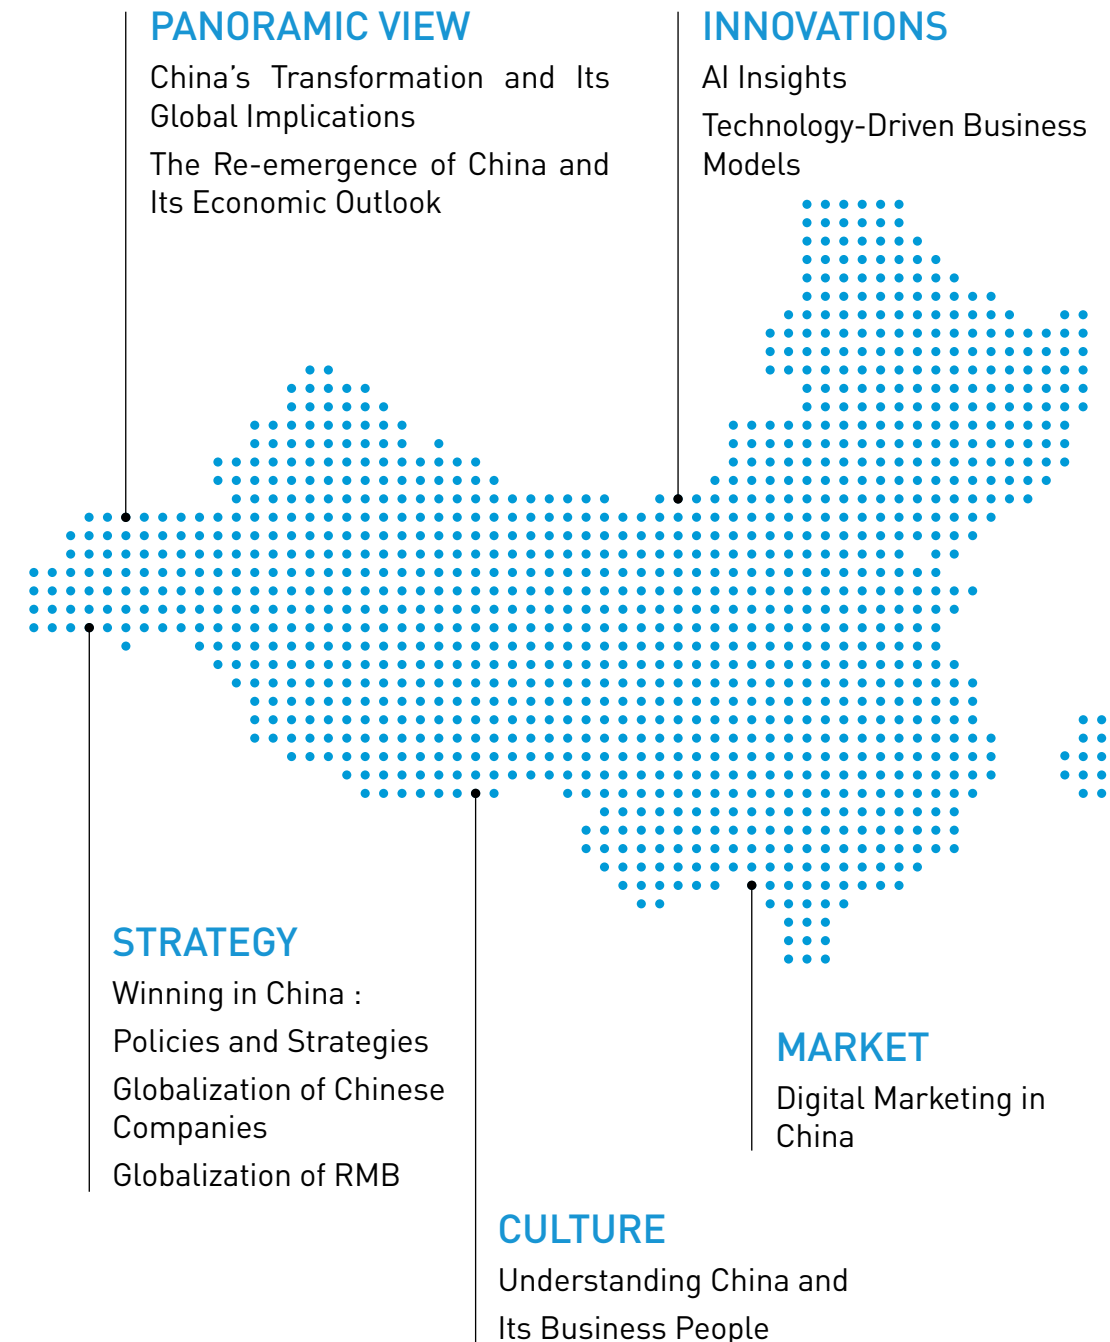 PANORAMIC VIEW
China's Transformation and Its
Global Implications
The Re-emergence of China and
Its Economic Outlook
INNOVATIONS
AI Insights
Technology-Driven Business
Models
STRATEGY
Winning in China :
Policies and Strategies
Globalization of Chinese
Companies
Globalization of RMB
MARKET
Digital Marketing in
China
CULTURE
Understanding China and
Its Business People